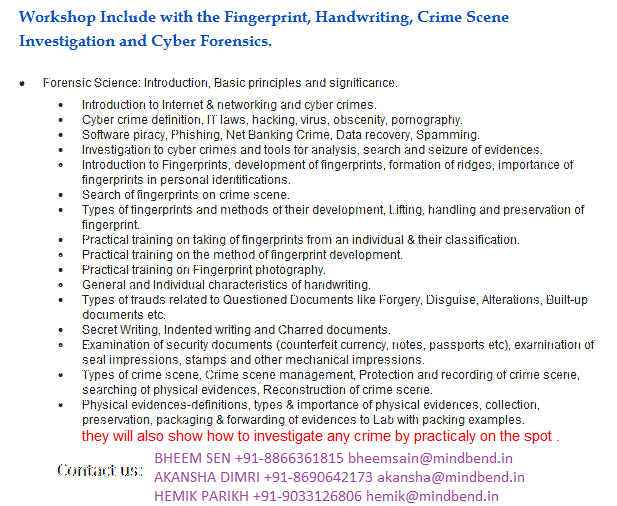 Workshop Include with the Fingerprint, Handwriting, Crime Scene
Investigation and Cyber Forensics.
• Forensic Science: Introduction, Basic principles and significance.
• Introduction to Internet & networking and cyber crimes.
• Cyber crime definition, IT laws, hacking, virus, obscenity, pornography.
• Software piracy, Phishing, Net Banking Crime, Data recovery, Spamming.
• Investigation to cyber crimes and tools for analysis, search and seizure of evidences.
• Introduction to Fingerprints, development of fingerprints, formation of ridges, importance of
fingerprints in personal identifications.
• Search of fingerprints on crime scene.
• Types of fingerprints and methods of their development, Lifting, handling and preservation of
fingerprint.
• Practical training on taking of fingerprints from an individual & their classification.
• Practical training on the method of fingerprint development.
• Practical training on Fingerprint photography.
• General and Individual characteristics of handwriting.
• Types of frauds related to Questioned Documents like Forgery, Disguise, Alterations, Built-up
documents etc.
• Secret Writing, Indented writing and Charred documents.
• Examination of security documents (counterfeit currency, notes, passports etc), examination of
seal impressions, stamps and other mechanical impressions.
• Types of crime scene, Crime scene management, Protection and recording of crime scene,
searching of physical evidences, Reconstruction of crime scene.
• Physical evidences-definitions, types & importance of physical evidences, collection,
preservation, packaging & forwarding of evidences to Lab with packing examples.
they will also show how to investigate any crime by practicaly on the spot .
BHEEM SEN +91-8866361815 bheemsain@mindbend.in
Contact us: AKANSHA DIMRI +91-8690642173 akansha@mindbend.in
HEMIK PARIKH +91-9033126806 hemik@mindbend.in